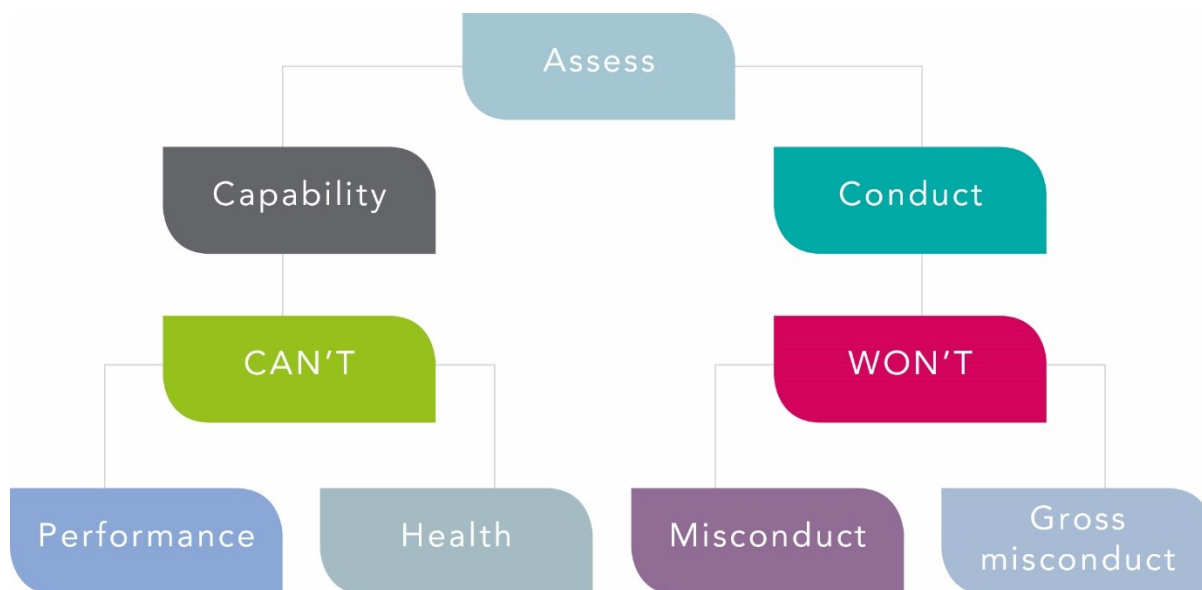 Assess
Capability
Conduct
CAN'T
WON'T
Performance
Health
Misconduct
Gross
misconduct